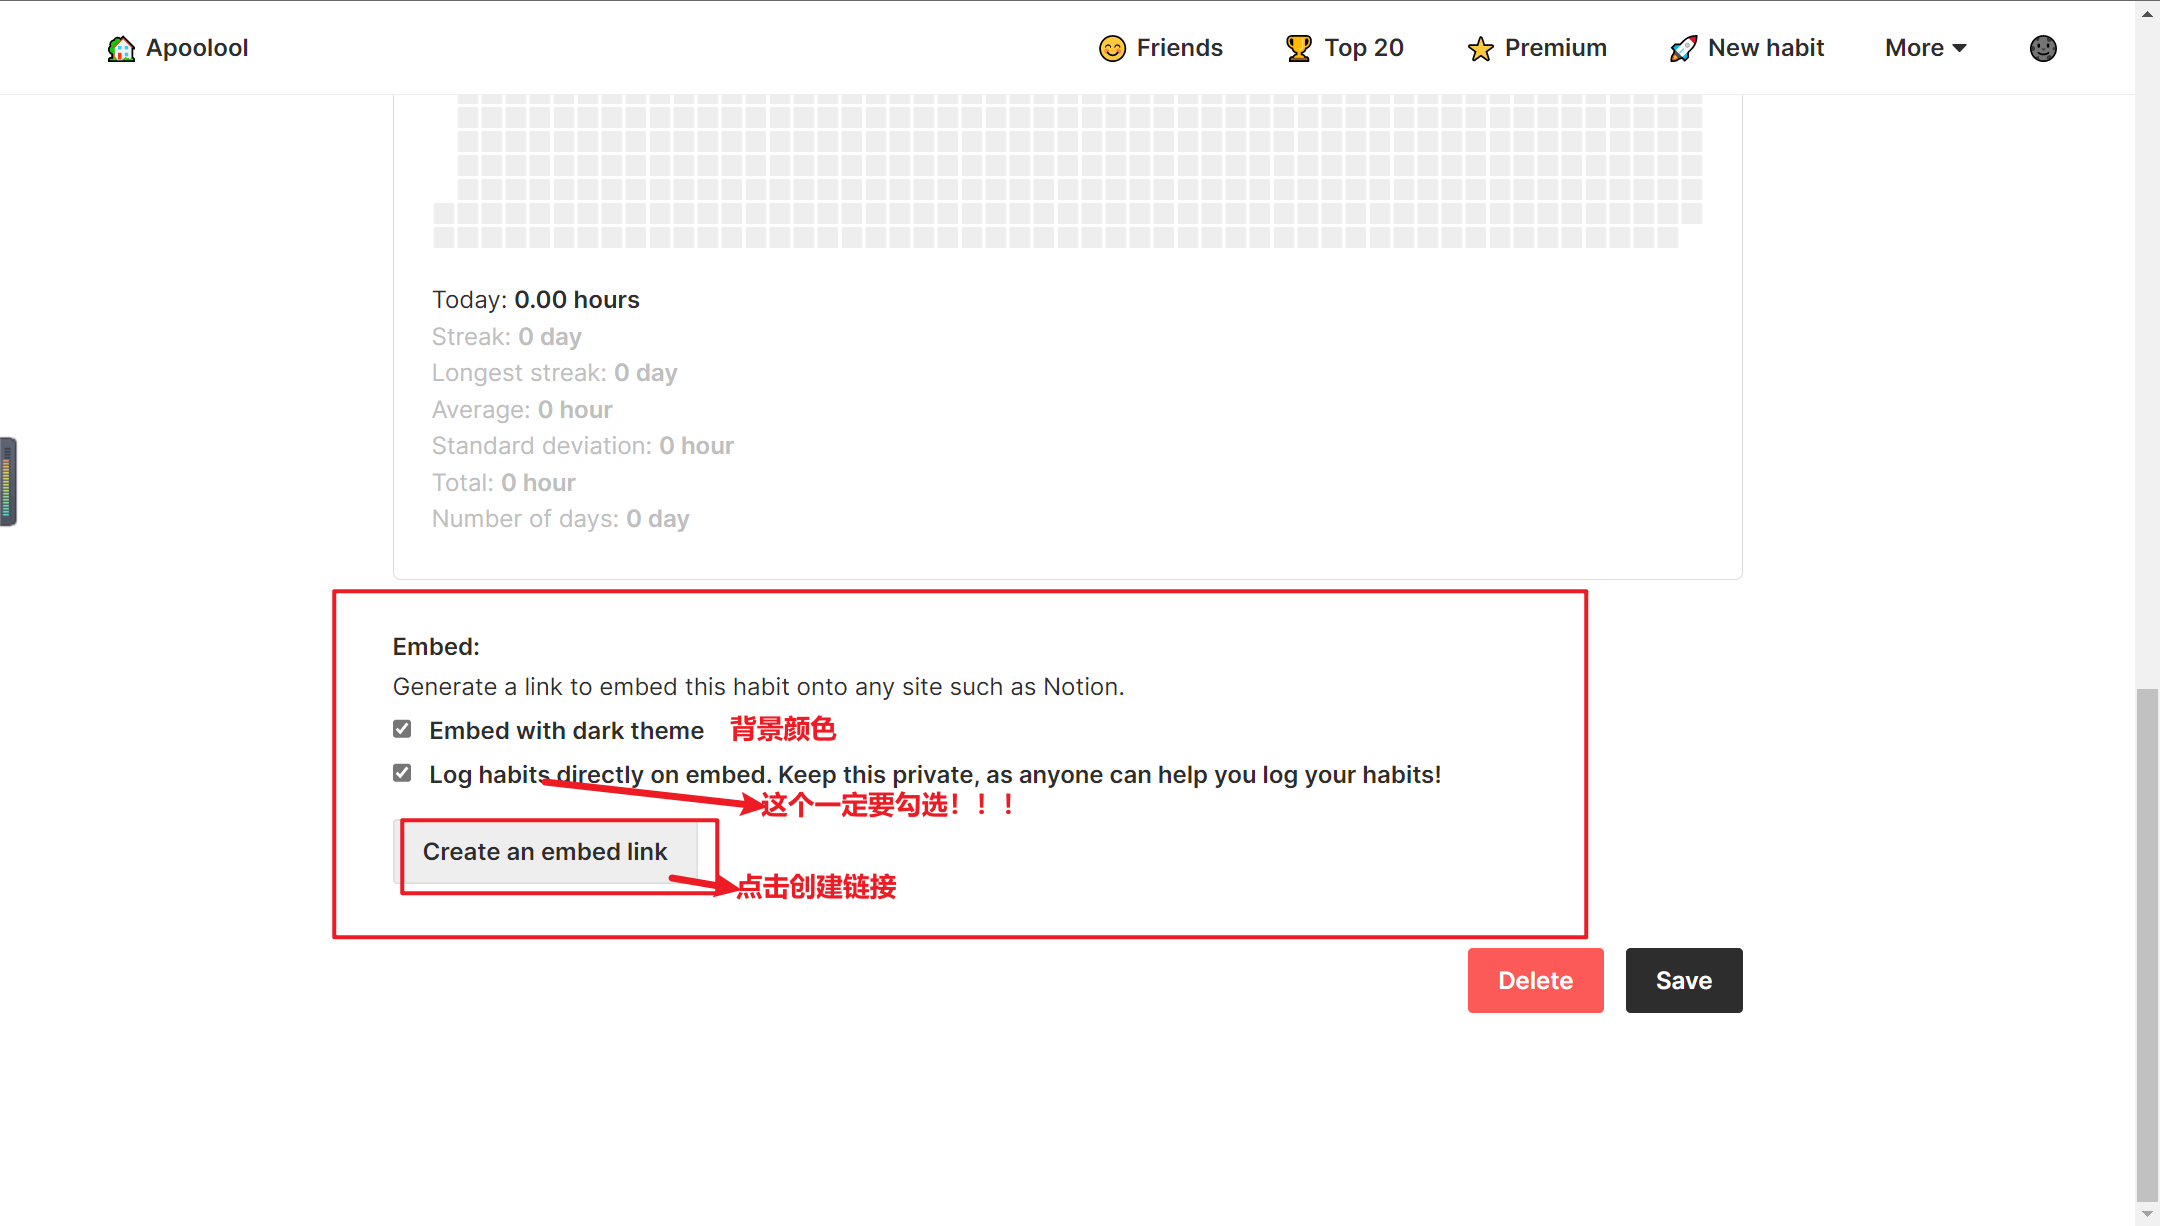 Apoolool
Friends
Top 20
Premium
New habit
More
Today: 0.00 hours
Streak: 0 day
Longest streak: 0 day
Average: 0 hour
Standard deviation: 0 hour
Total: 0 hour
Number of days: 0 day
Embed:
Generate a link to embed this habit onto any site such as Notion.
Embed with dark theme 背景颜色
Log habits directly on embed. Keep this private, as anyone can help you log your habits!
这个一定要勾选！！！
Create an embed link
点击创建链接
Delete
Save